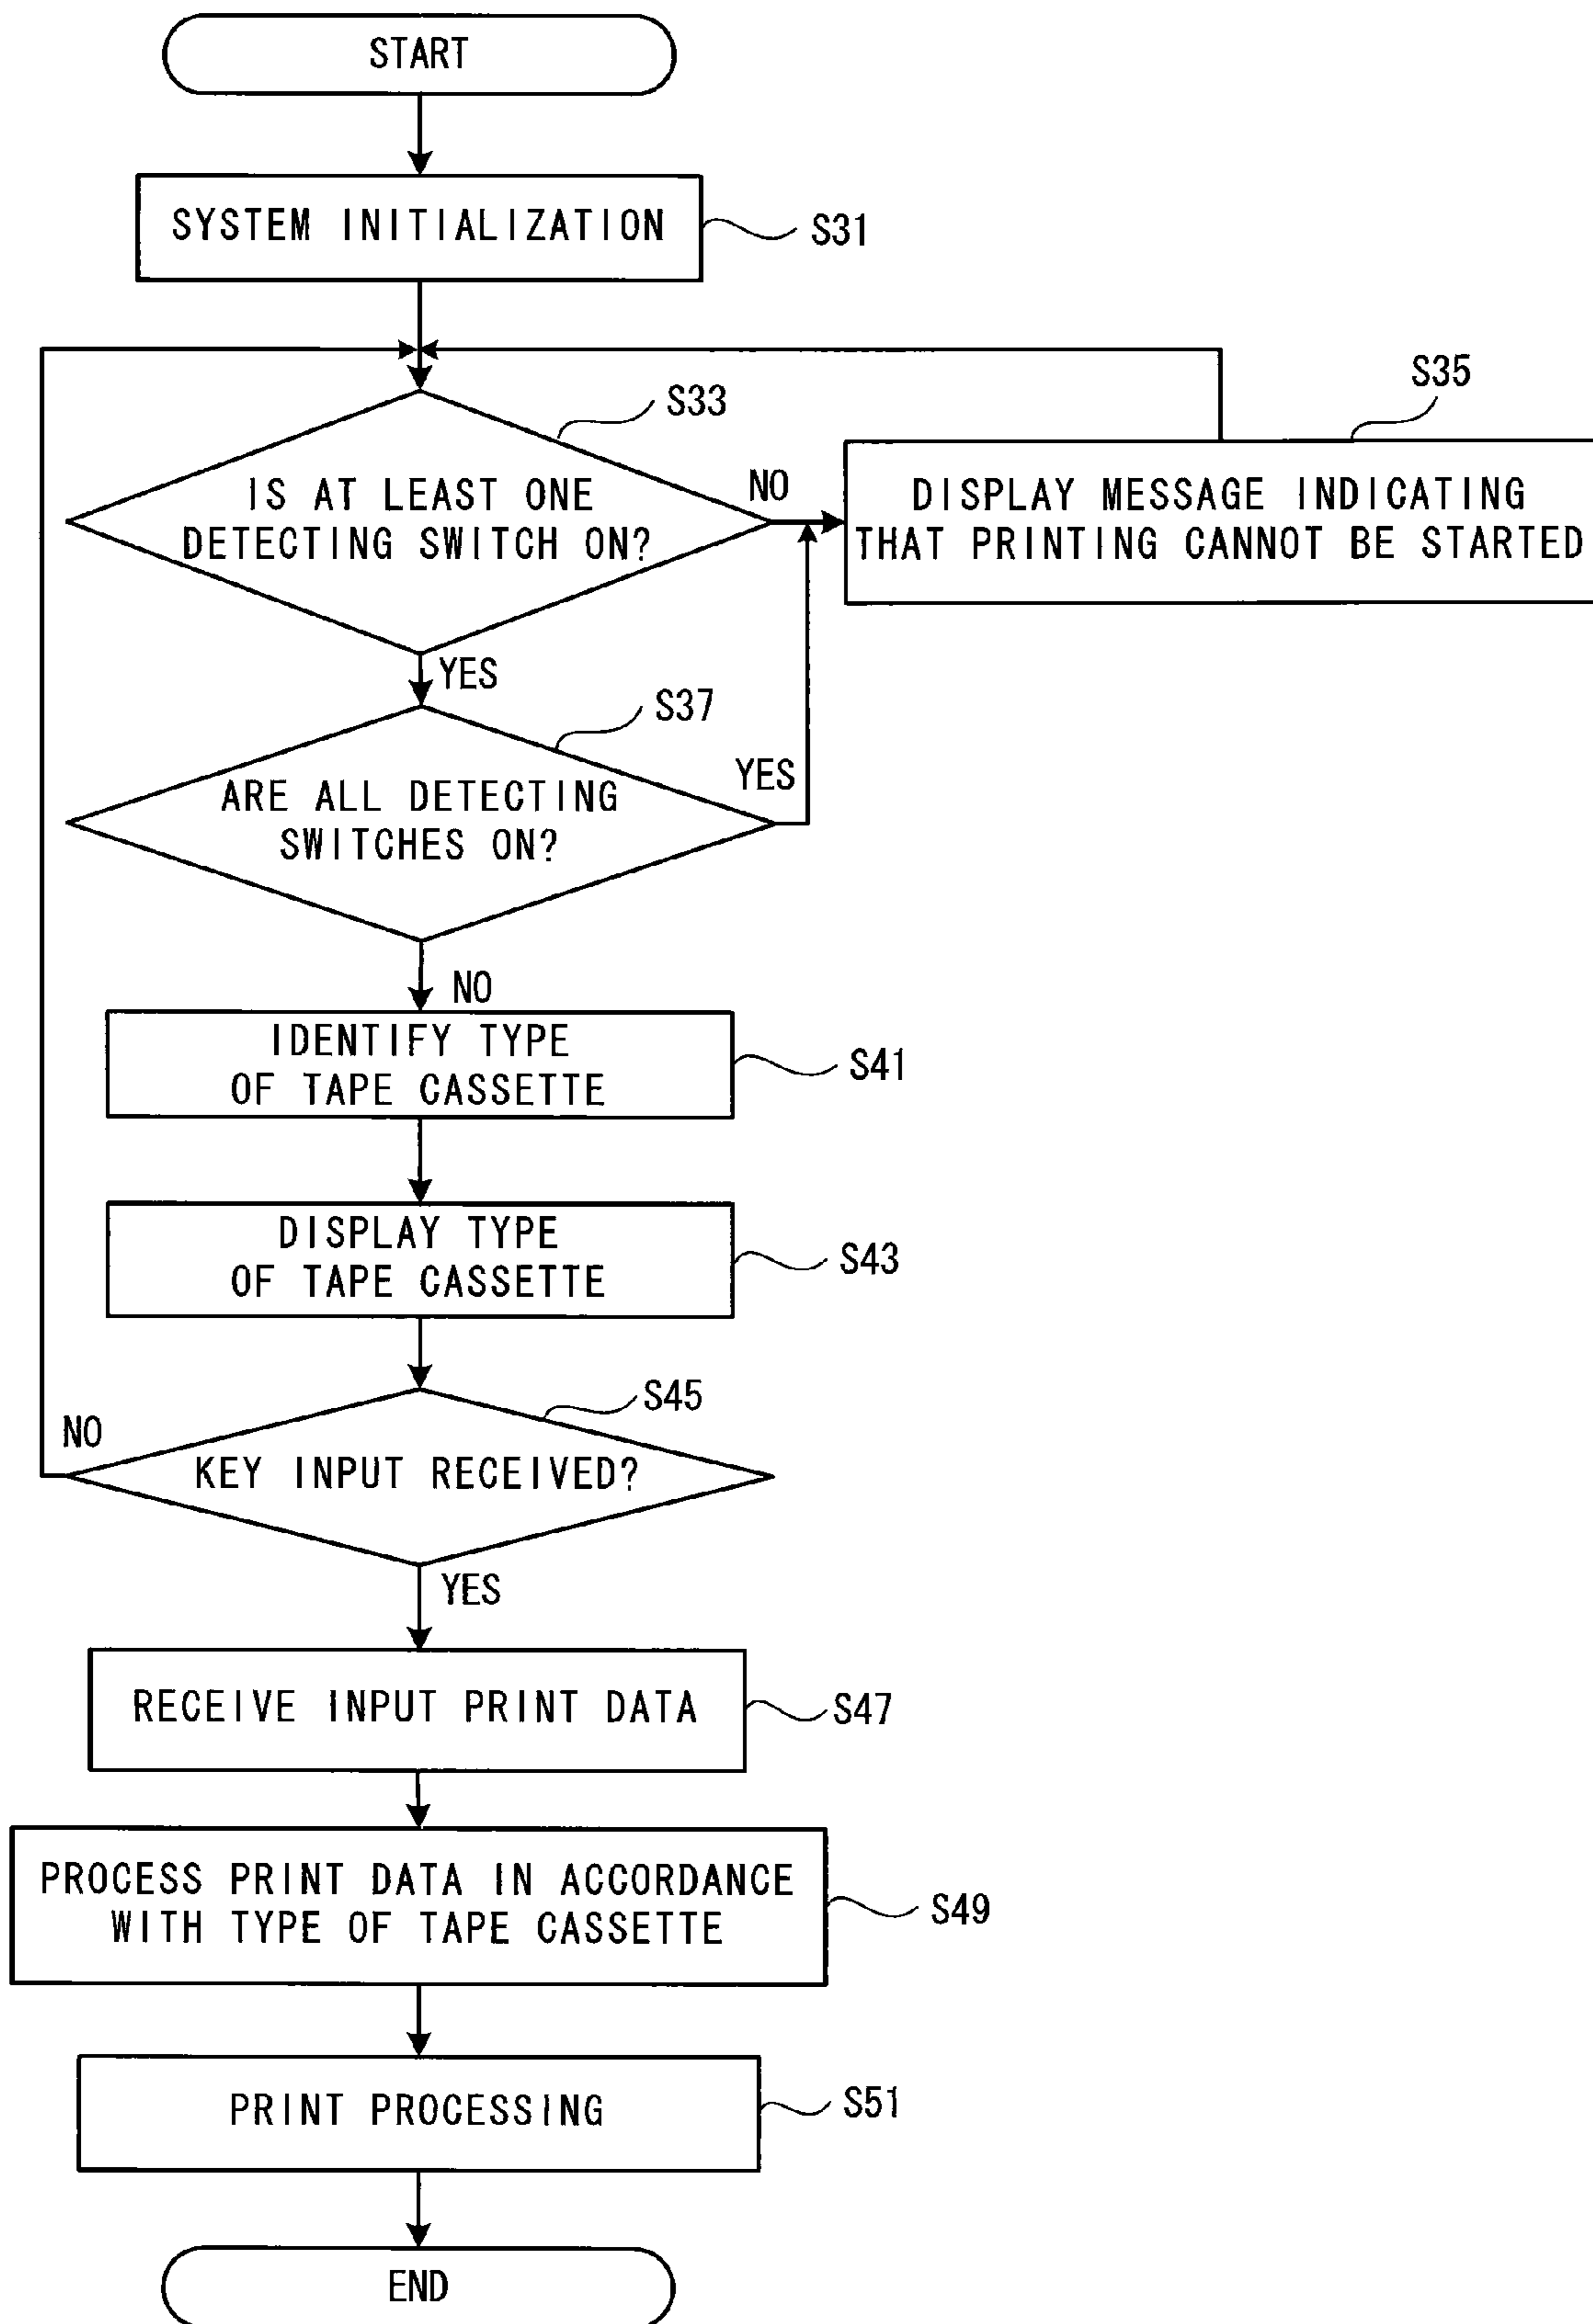 START
SYSTEM INITIALIZATION
S31
S33
S35
IS AT LEAST ONE
DETECTING SWITCH ON?
NO
DISPLAY MESSAGE INDICATING
THAT PRINTING CANNOT BE STARTED
YES
S37
ARE ALL DETECTING
SWITCHES ON?
YES
NO
IDENTIFY TYPE
OF TAPE CASSETTE
S41
DISPLAY TYPE
OF TAPE CASSETTE
S43
S45
NO
KEY INPUT RECEIVED?
YES
RECEIVE INPUT PRINT DATA
S47
PROCESS PRINT DATA IN ACCORDANCE
WITH TYPE OF TAPE CASSETTE
S49
PRINT PROCESSING
S51
END